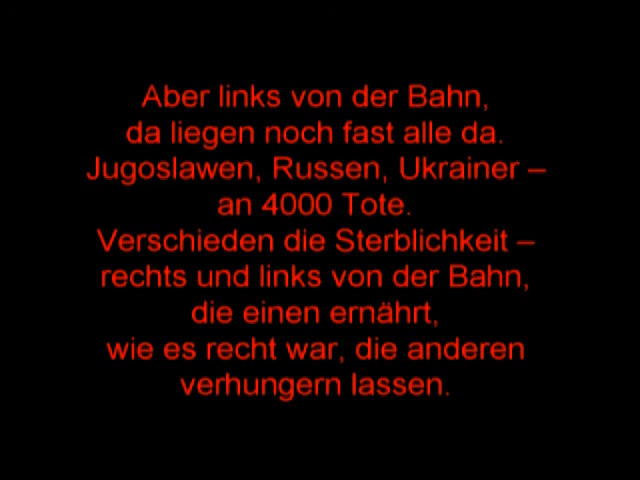 Aber links von der Bahn,
da liegen noch fast alle da.
Jugoslawen, Russen, Ukrainer –
an 4000 Tote.
Verschieden die Sterblichkeit –
rechts und links von der Bahn,
die einen ernährt,
wie es recht war, die anderen
verhungern lassen.